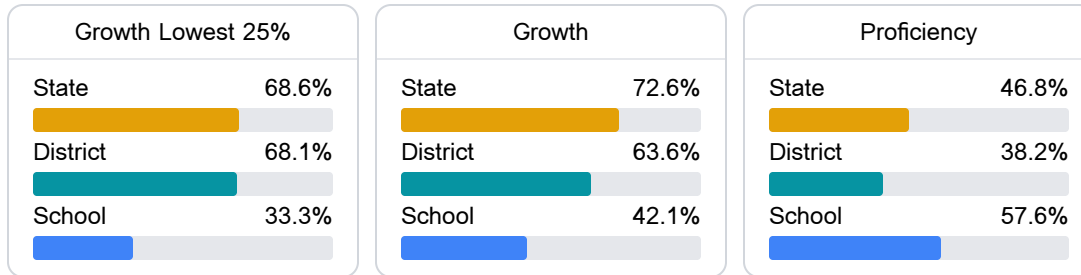 Growth Lowest 25%
State 68.6%
District 68.1%
School 33.3%
Growth
State 72.6%
District 63.6%
School 42.1%
Proficiency
State 46.8%
District 38.2%
School 57.6%